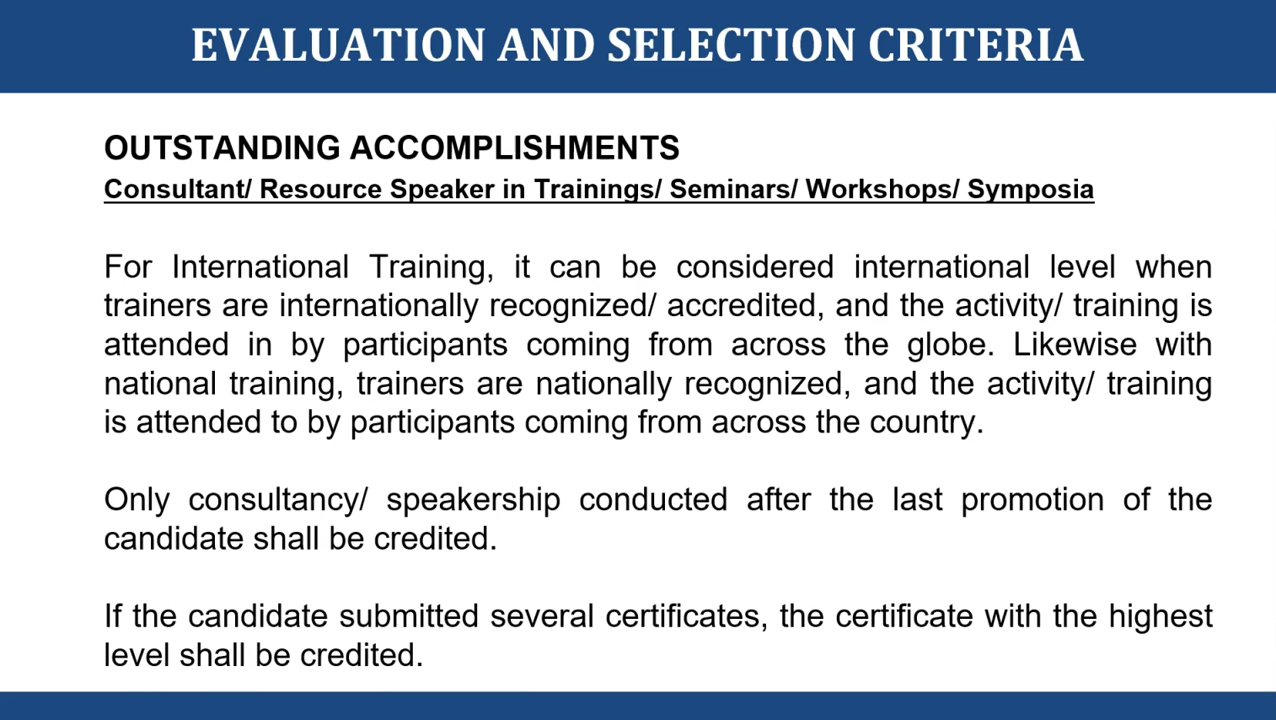 EVALUATION AND SELECTION CRITERIA
OUTSTANDING ACCOMPLISHMENTS
Consultant/ Resource Speaker in Trainings/ Seminars/ Workshops/ Symposia
For International Training, it can be considered international level when
trainers are internationally recognized/ accredited, and the activity/ training is
attended in by participants coming from across the globe. Likewise with
national training, trainers are nationally recognized, and the activity/ training
is attended to by participants coming from across the country.
Only consultancy/ speakership conducted after the last promotion of the
candidate shall be credited.
If the candidate submitted several certificates, the certificate with the highest
level shall be credited.